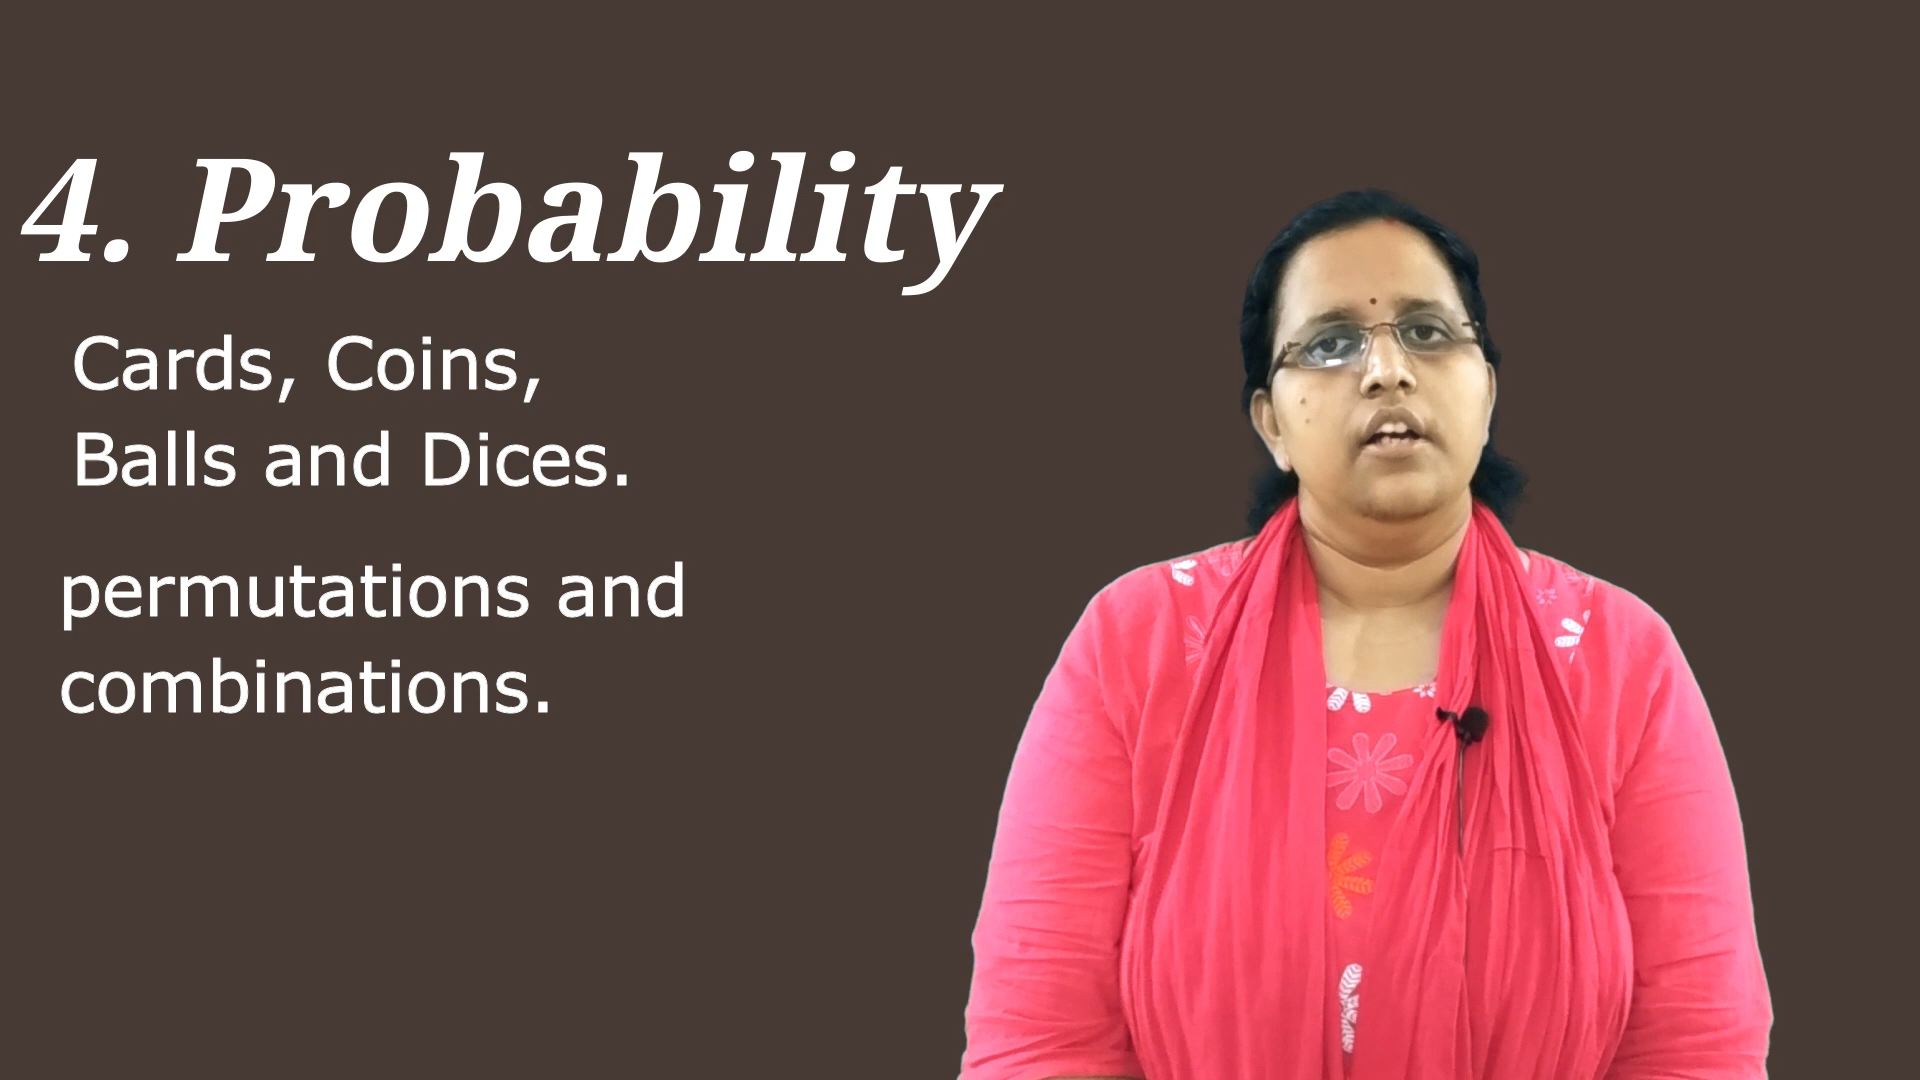 4. Probability
Cards, Coins,
Balls and Dices.
permutations and
combinations.